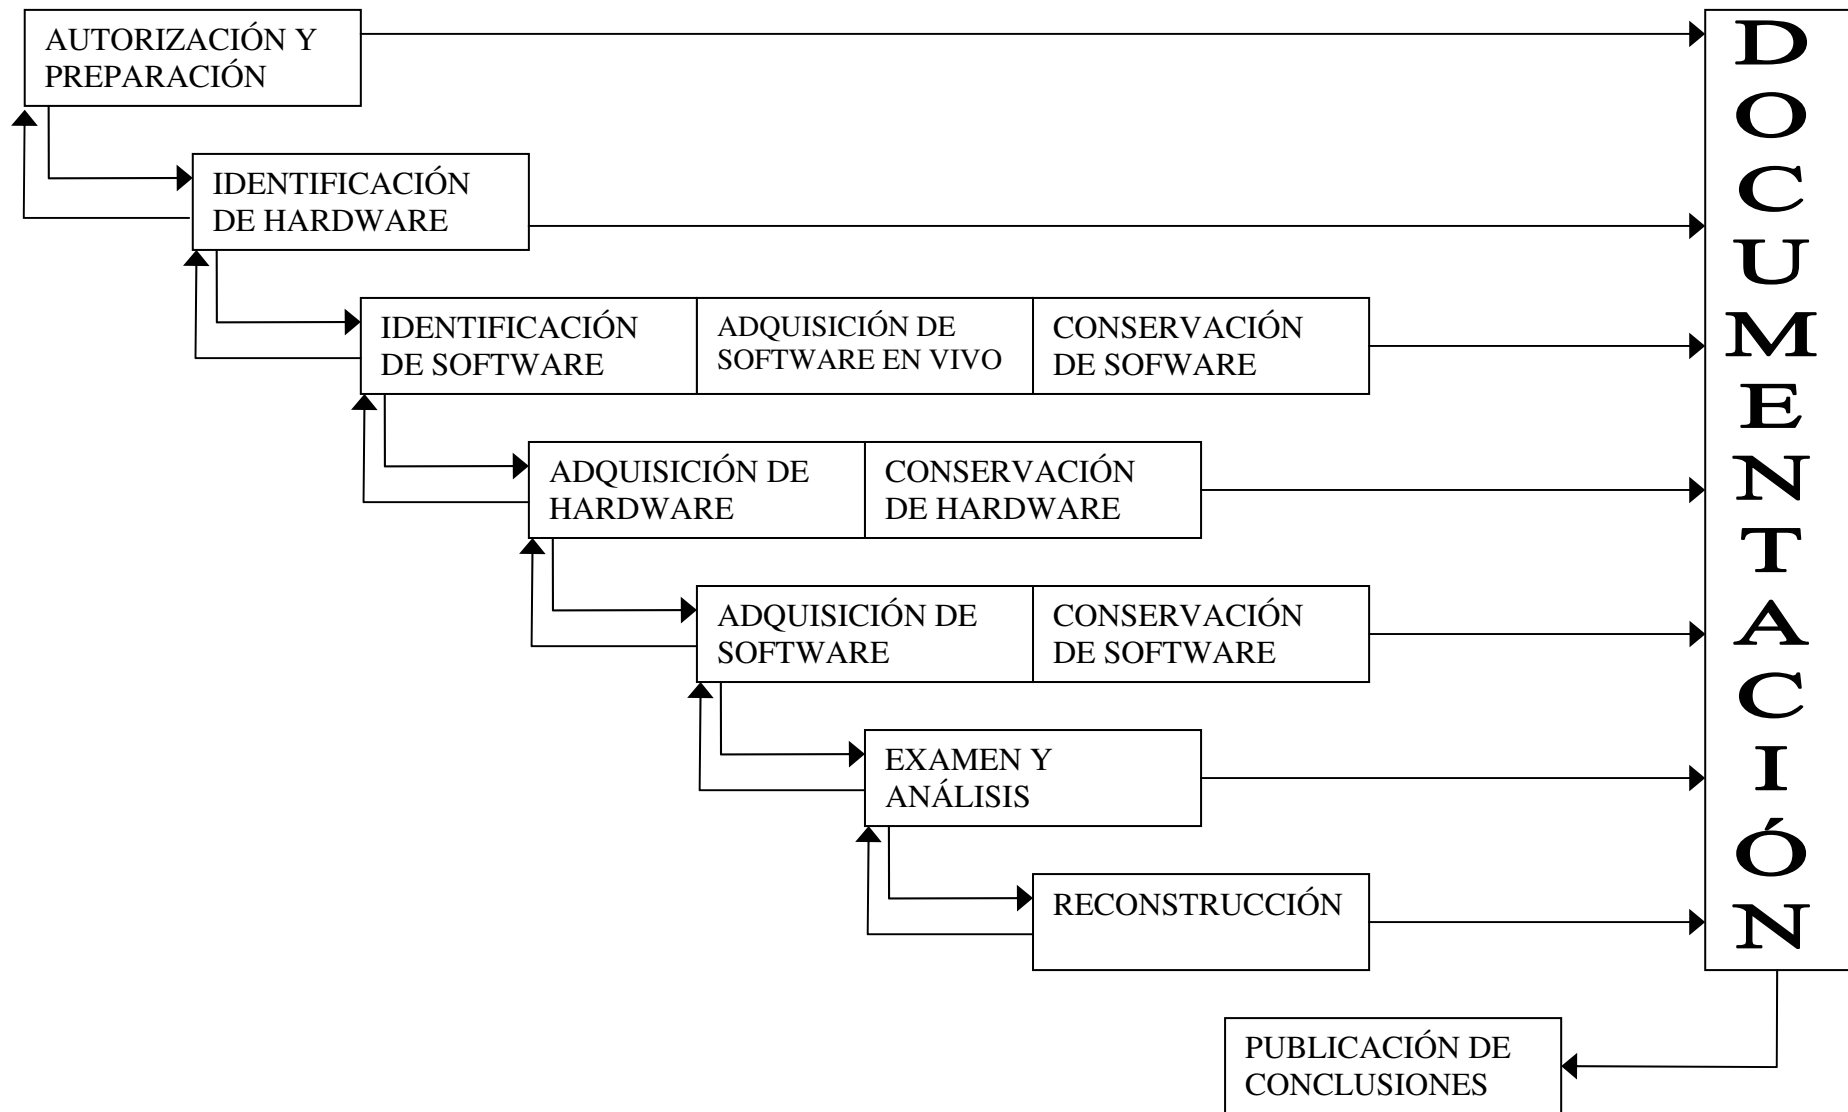 AUTORIZACIÓN Y
PREPARACIÓN
IDENTIFICACIÓN
DE HARDWARE
IDENTIFICACIÓN
DE SOFTWARE
ADQUISICIÓN DE
SOFTWARE EN VIVO
CONSERVACIÓN
DE SOFWARE
ADQUISICIÓN DE
HARDWARE
CONSERVACIÓN
DE HARDWARE
ADQUISICIÓN DE
SOFTWARE
CONSERVACIÓN
DE SOFTWARE
EXAMEN Y
ANÁLISIS
RECONSTRUCCIÓN
DOCUMENTACIÓN
PUBLICACIÓN DE
CONCLUSIONES